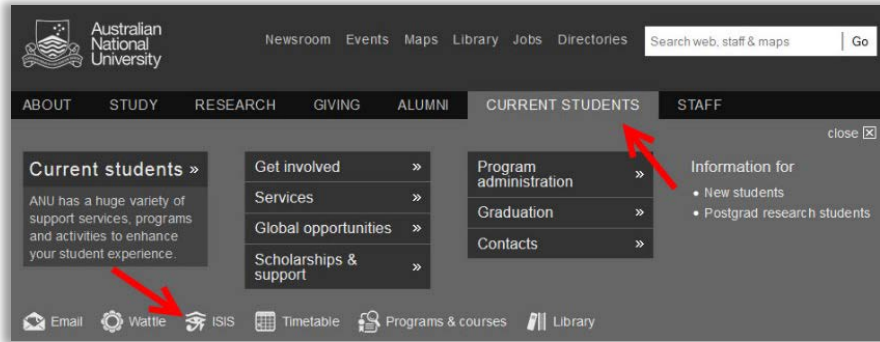 Australian
National
University
Newsroom Events Maps Library Jobs Directories
Search web, staff & maps Go
ABOUT STUDY RESEARCH GIVING ALUMNI CURRENT STUDENTS STAFF
close
Current students »
ANU has a huge variety of
support services, programs
and activities to enhance
your student experience.
Get involved »
Services »
Global opportunities »
Scholarships &
support »
Program
administration »
Graduation »
Contacts »
Information for
• New students
• Postgrad research students
Email Wattle ISIS Timetable Programs & courses Library